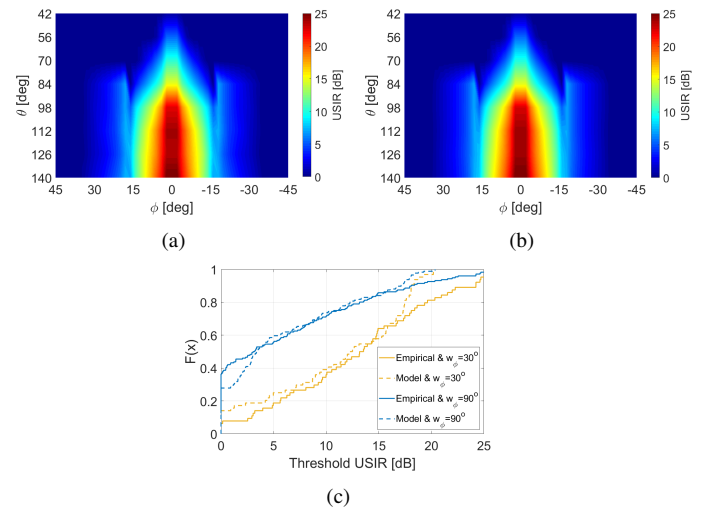 42
56
70
84
98
112
126
140
θ [deg]
45 30 15 0 -15 -30 -45
ϕ [deg]
25
20
15
10
5
0
USIR [dB]
(a)
42
56
70
84
98
112
126
140
θ [deg]
45 30 15 0 -15 -30 -45
ϕ [deg]
25
20
15
10
5
0
USIR [dB]
(b)
1
0.8
0.6
0.4
0.2
0
F(x)
Empirical & w =30°
Model & w =30°
Empirical & w =90°
Model & w =90°
0 5 10 15 20 25
Threshold USIR [dB]
(c)